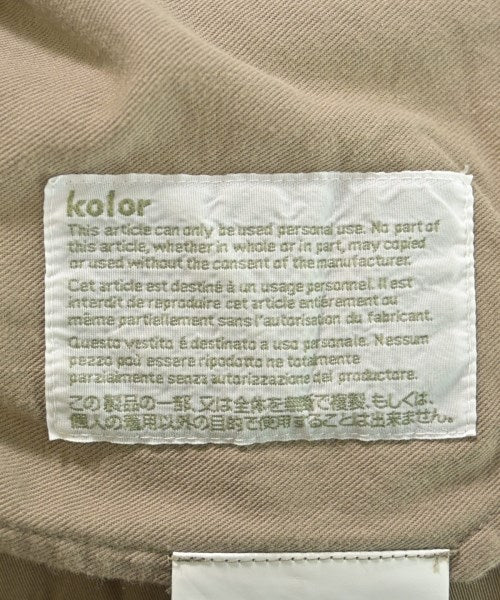 kolor
This article can only be used personal use. No part of
this article, whether in whole or in part, may copied
or used without the consent of the manufacturer.
Cet article est destiné à un usage personnel. Il est
interdit de reproduire cet article entièrement ou
même partiellement sans l'autorisation du fabricant.
Questo vestito é destinato a uso personale. Nessun
pezzo può essere ripedotto ne totalmente
parzialmente senza autorizzazione del produttore.
この製品の一部、又は全体を無断で複製、もしくは、
個人の着用以外の目的で使用することは出来ません。